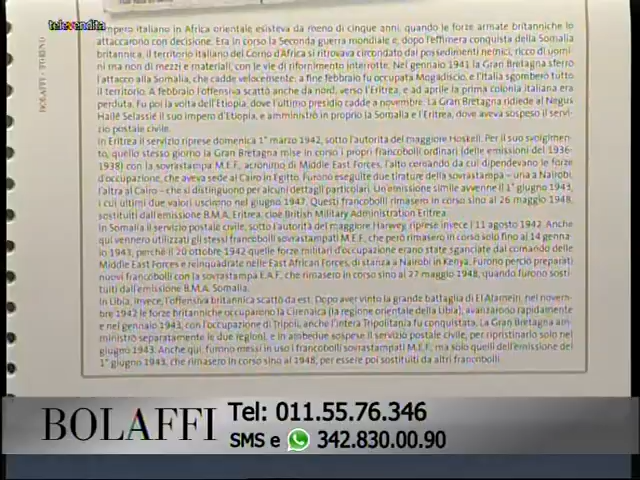 televendita
Impero italiano in Africa orientale esisteva da meno di cinque anni, quando le forze armate britanniche lo
attaccarono con decisione. Era in corso la Seconda guerra mondiale e, dopo l'effimera conquista della Somalia
britannica, il territorio italiano del Corno d'Africa si ritrovava circondato dai possedimenti nemici, ricco di uomi-
ni ma non di mezzi e materiali, con le vie di rifornimento interrotte. Nel gennaio 1941 la Gran Bretagna sferrò
l'attacco alla Somalia, che cadde velocemente: a fine febbraio fu occupata Mogadiscio, e l'Italia sgomberò tutto
il territorio. A febbraio l'offensiva scattò anche da nord, verso l'Eritrea, e ad aprile la prima colonia italiana era
perduta. Fu poi la volta dell'Etiopia, dove l'ultimo presidio cadde a novembre. La Gran Bretagna ridiede al Negus
Hailé Selassié il suo impero d'Etiopia, e amministrò in proprio la Somalia e l'Eritrea, dove aveva sospeso il servi-
zio postale civile.
In Eritrea il servizio riprese domenica 1° marzo 1942, sotto l'autorità del maggiore Hoskell. Per il suo svolgimen-
to, quello stesso giorno la Gran Bretagna mise in corso i propri francobolli ordinari (delle emissioni del 1936-
1938) con la sovrastampa M.E.F., acronimo di Middle East Forces, l'alto comando da cui dipendevano le forze
d'occupazione, che aveva sede al Cairo in Egitto. Furono eseguite due tirature della sovrastampa – una a Nairobi,
l'altra al Cairo – che si distinguono per alcuni dettagli particolari. Un'emissione simile avvenne il 1° giugno 1943,
i cui ultimi due valori uscirono nel giugno 1947. Questi francobolli rimasero in corso sino al 26 maggio 1948,
sostituiti dall'emissione B.M.A. Eritrea, cioè British Military Administration Eritrea.
In Somalia il servizio postale civile, sotto l'autorità del maggiore Harvey, riprese invece l'11 agosto 1942. Anche
qui vennero utilizzati gli stessi francobolli sovrastampati M.E.F., che però rimasero in corso solo fino al 14 genna-
io 1943, perché il 20 ottobre 1942 quelle forze militari d'occupazione erano state sganciate dal comando delle
Middle East Forces e reinquadrate nelle East African Forces, di stanza a Nairobi in Kenya. Furono perciò preparati
nuovi francobolli con la sovrastampa E.A.F., che rimasero in corso sino al 27 maggio 1948, quando furono sosti-
tuiti dall'emissione B.M.A. Somalia.
In Libia, invece, l'offensiva britannica scattò da est. Dopo aver vinto la grande battaglia di El Alamein, nel novem-
bre 1942 le forze britanniche occuparono la Cirenaica (la regione orientale della Libia), avanzarono rapidamente
e nel gennaio 1943, con l'occupazione di Tripoli, anche l'intera Tripolitania fu conquistata. La Gran Bretagna am-
ministrò separatamente le due regioni, e in ambedue sospese il servizio postale civile, per ripristinarlo solo nel
giugno 1943. Anche qui, furono messi in uso i francobolli sovrastampati M.E.F., ma solo quelli dell'emissione del
1° giugno 1943, che rimasero in corso sino al 1948, per essere poi sostituiti da altri francobolli.
BOLAFFI - TORINO
BOLAFFI
Tel: 011.55.76.346
SMS e 342.830.00.90